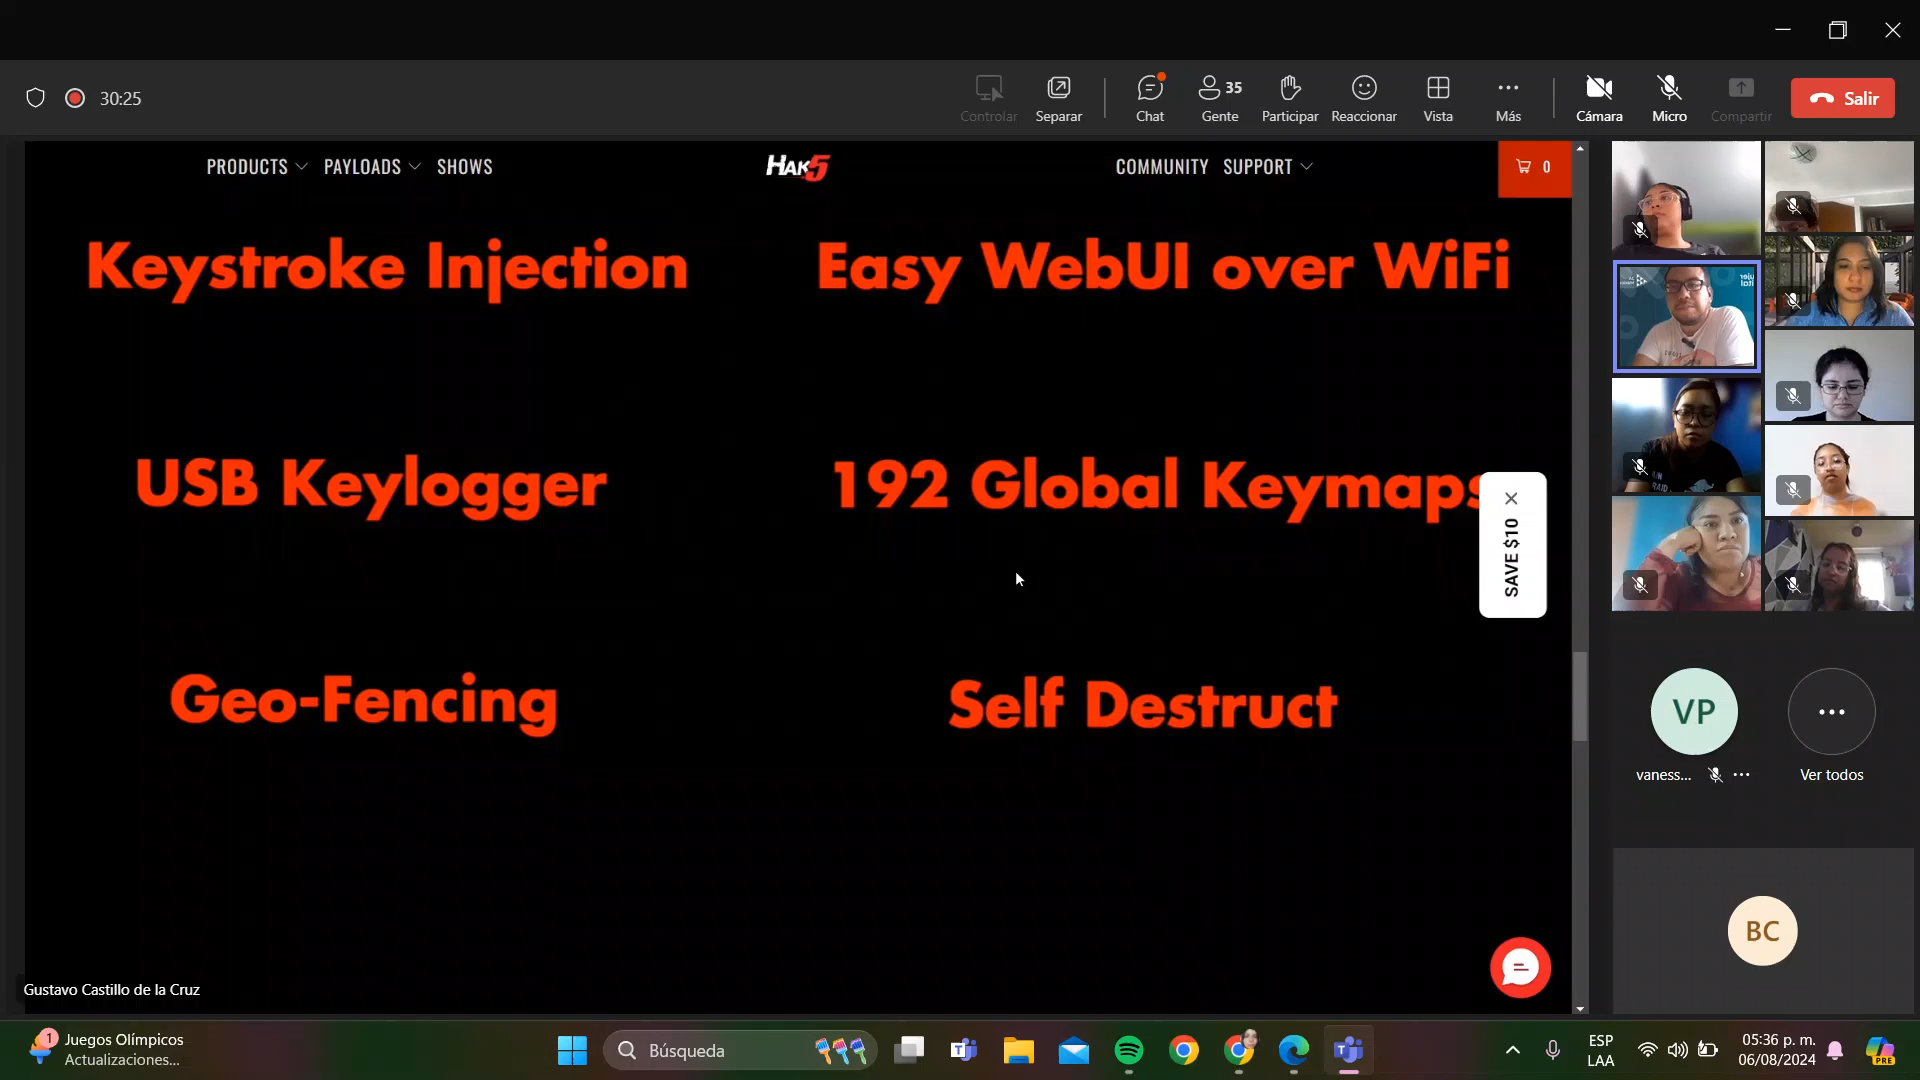 30:25
Controlar
Separar
Chat
35
Gente
Participar
Reaccionar
Vista
Más
Cámara
Micro
Compartir
Salir
PRODUCTS
PAYLOADS
SHOWS
HAK5
COMMUNITY
SUPPORT
0
Keystroke Injection
Easy WebUI over WiFi
USB Keylogger
192 Global Keymaps
SAVE $10
Geo-Fencing
Self Destruct
Gustavo Castillo de la Cruz
VP
vaness...
Ver todos
BC
1
Juegos Olímpicos
Actualizaciones...
Búsqueda
ESP
LAA
05:36 p. m.
06/08/2024
PRE